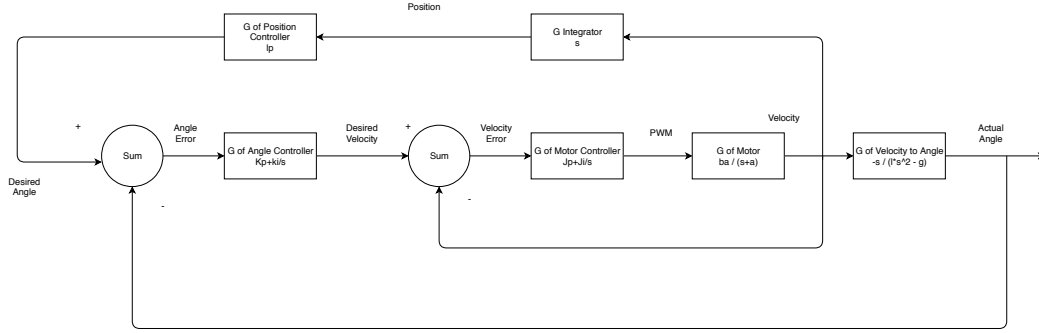 Position
G of Position
Controller
lp
G Integrator
s
+
Angle
Error
Desired
Velocity
+
Velocity
Error
PWM
Velocity
Actual
Angle
Sum
G of Angle Controller
Kp+ki/s
Sum
G of Motor Controller
Jp+Ji/s
G of Motor
ba / (s+a)
G of Velocity to Angle
-s / (l*s^2 - g)
Desired
Angle
-
-